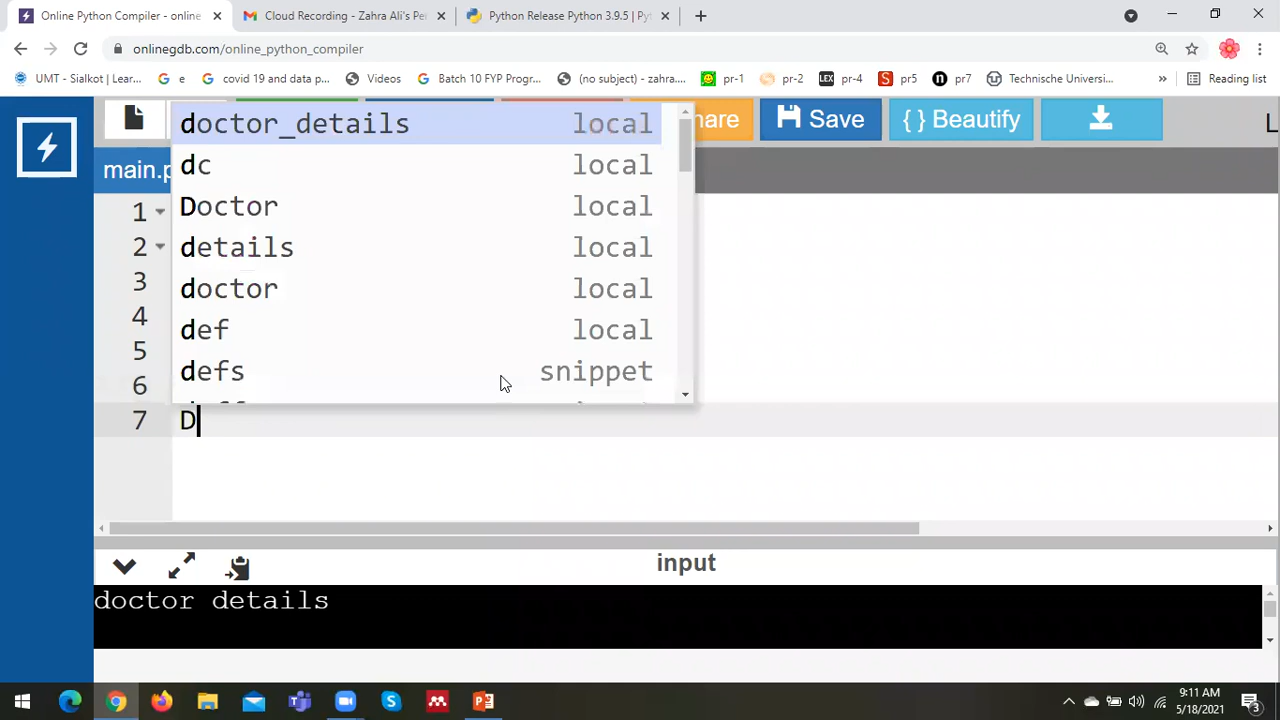 Online Python Compiler - online
Cloud Recording - Zahra Ali's Per
Python Release Python 3.9.5 | Pyt
onlinegdb.com/online_python_compiler
UMT - Sialkot | Lear...
e
covid 19 and data p...
Videos
Batch 10 FYP Progr...
(no subject) - zahra....
pr-1
pr-2
LEX pr-4
S pr5
n pr7
Technische Universi...
»
Reading list
hare
Save
{ } Beautify
L
main.p
doctor_details local
dc local
Doctor local
details local
doctor local
def local
defs snippet
1
2
3
4
5
6
7 D
input
doctor details
9:11 AM
5/18/2021
3